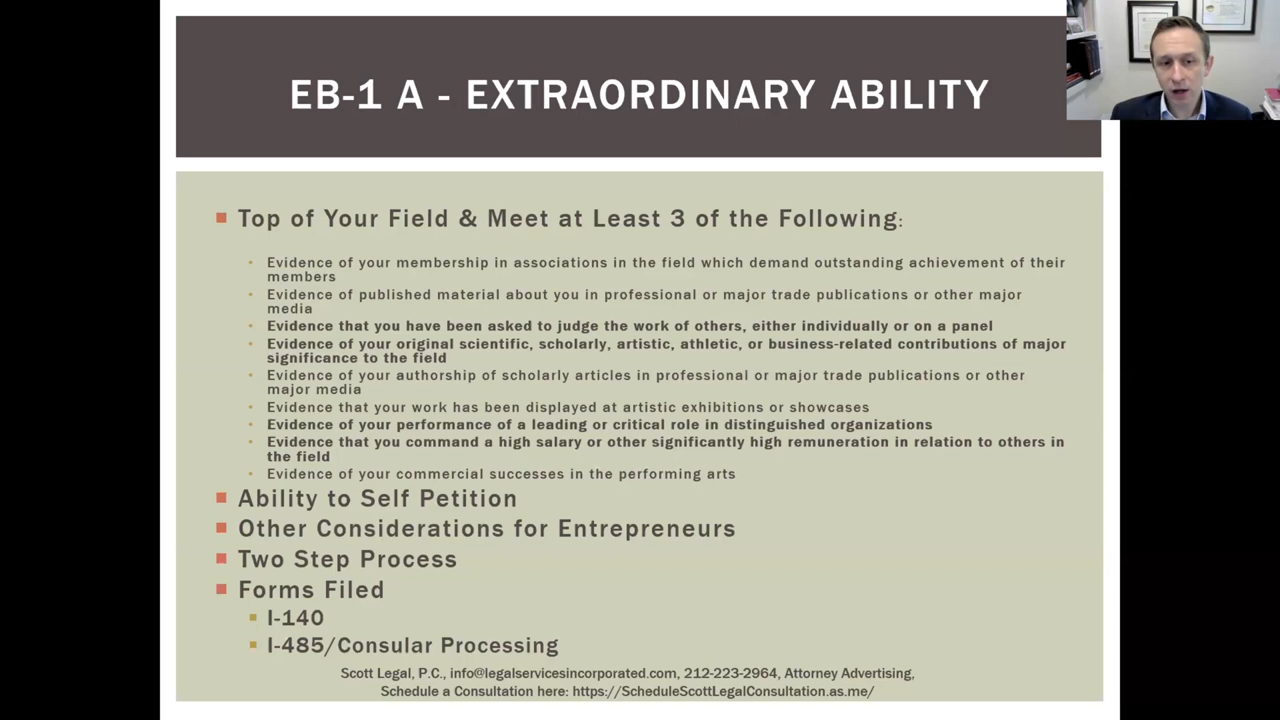 EB-1 A - EXTRAORDINARY ABILITY
Top of Your Field & Meet at Least 3 of the Following:
Evidence of your membership in associations in the field which demand outstanding achievement of their
members
Evidence of published material about you in professional or major trade publications or other major
media
Evidence that you have been asked to judge the work of others, either individually or on a panel
Evidence of your original scientific, scholarly, artistic, athletic, or business-related contributions of major
significance to the field
Evidence of your authorship of scholarly articles in professional or major trade publications or other
major media
Evidence that your work has been displayed at artistic exhibitions or showcases
Evidence of your performance of a leading or critical role in distinguished organizations
Evidence that you command a high salary or other significantly high remuneration in relation to others in
the field
Evidence of your commercial successes in the performing arts
Ability to Self Petition
Other Considerations for Entrepreneurs
Two Step Process
Forms Filed
I-140
I-485/Consular Processing
Scott Legal, P.C., info@legalservicesincorporated.com, 212-223-2964, Attorney Advertising,
Schedule a Consultation here: https://ScheduleScottLegalConsultation.as.me/